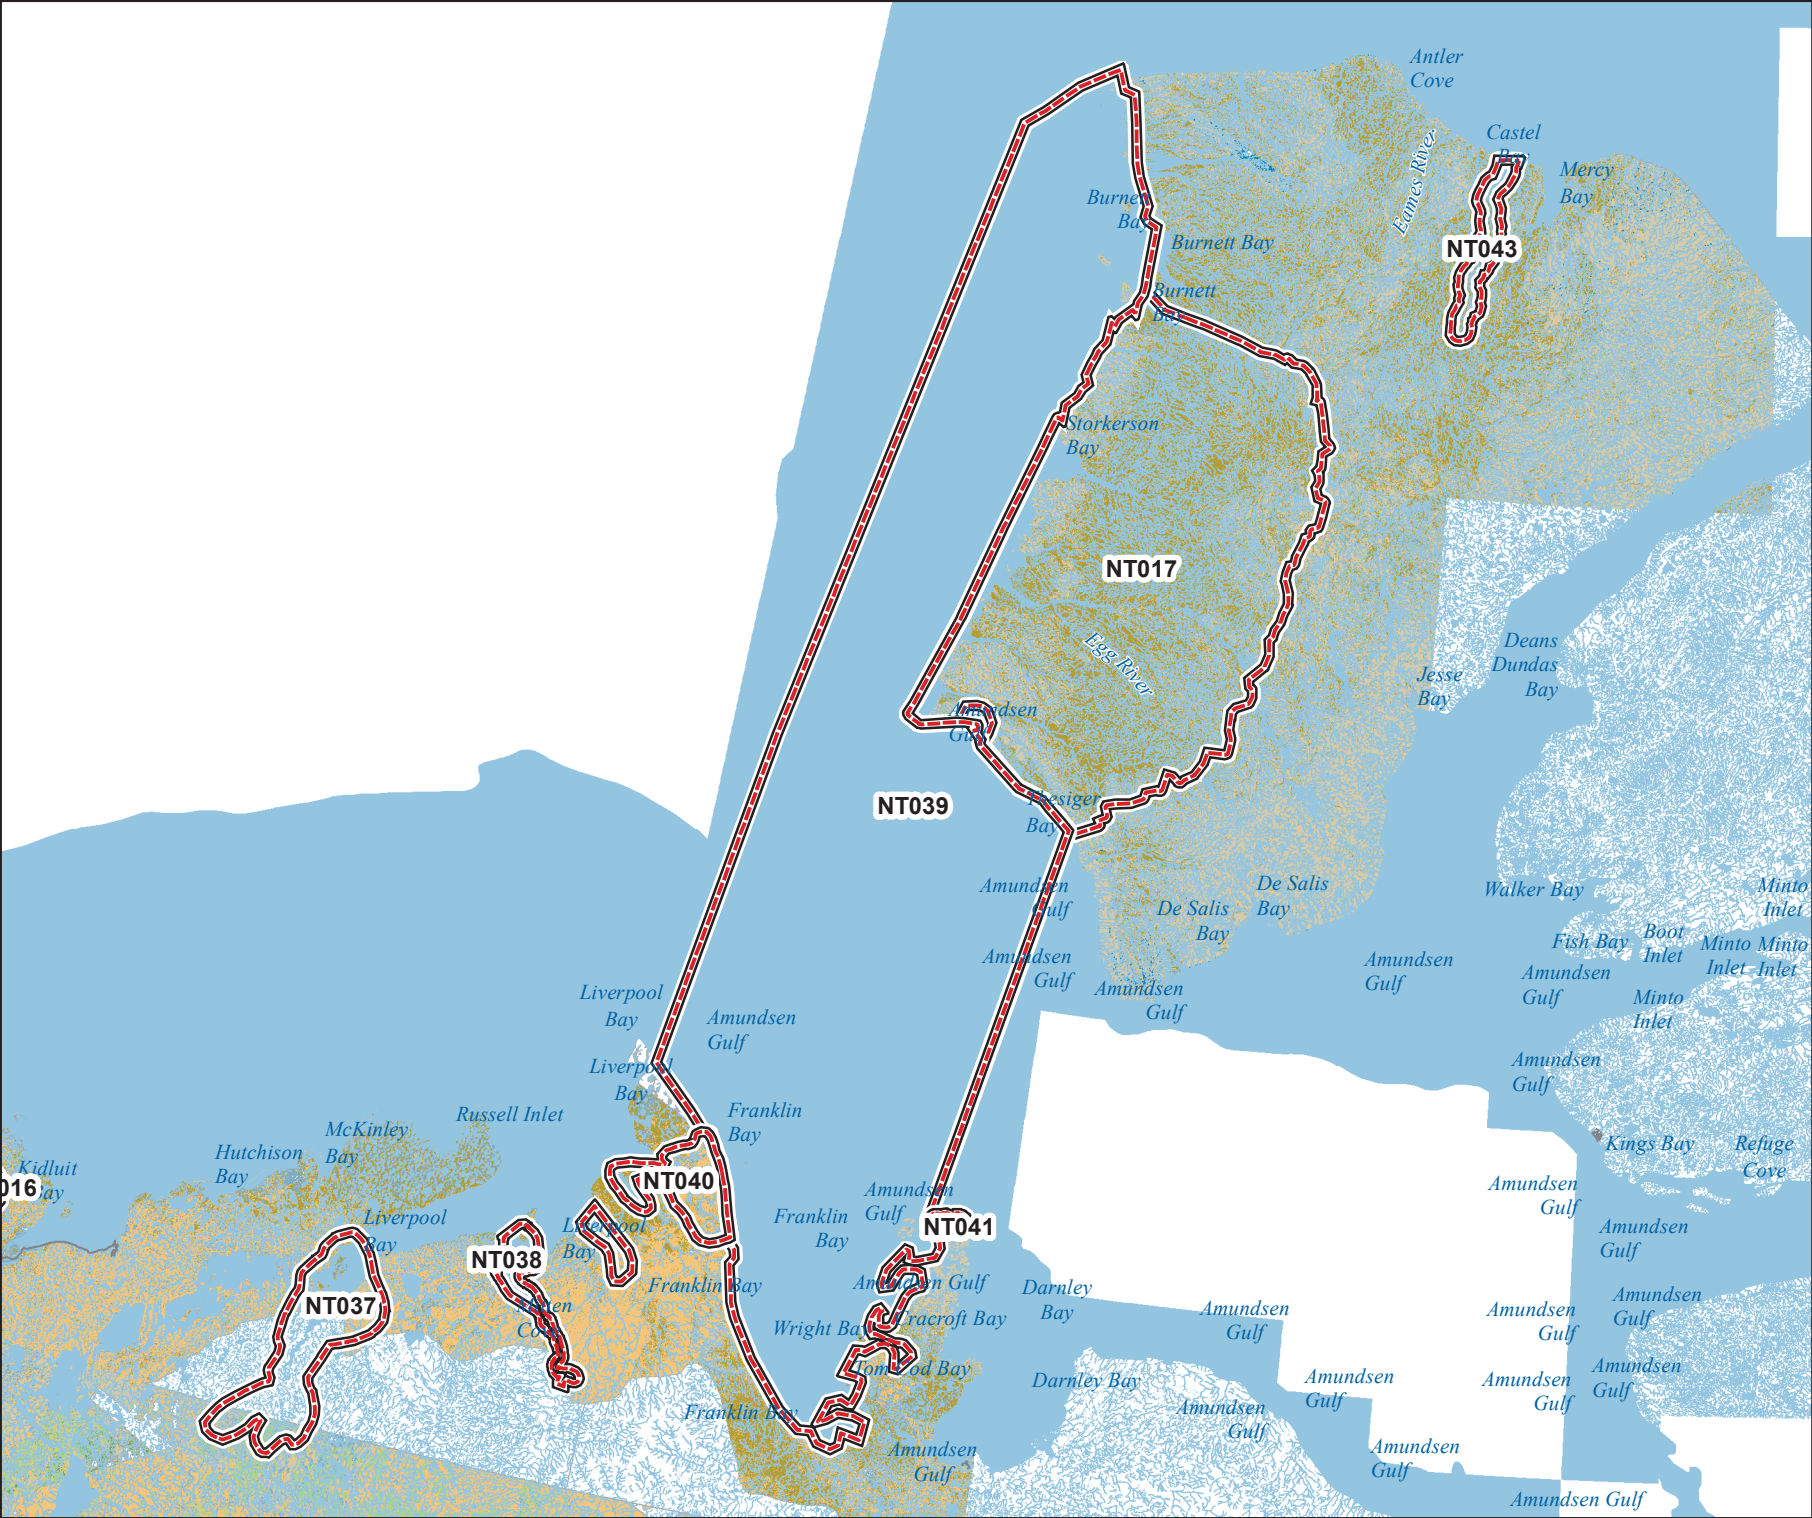 Antler
Cove
Castel
Bay
Mercy
Bay
Eames River
Burnett
Bay
Burnett Bay
NT043
Burnett
Bay
Storkerson
Bay
NT017
Egg River
Deans
Dundas
Bay
Jesse
Bay
Amundsen
Gulf
Thesiger
Bay
NT039
Amundsen
Gulf
De Salis
Bay
De Salis
Bay
Walker Bay
Minto
Inlet
Fish Bay
Boot
Inlet
Minto
Inlet
Minto
Inlet
Amundsen
Gulf
Amundsen
Gulf
Amundsen
Gulf
Amundsen
Gulf
Minto
Inlet
Liverpool
Bay
Amundsen
Gulf
Liverpool
Bay
Amundsen
Gulf
Franklin
Bay
Russell Inlet
McKinley
Bay
Hutchison
Bay
Kidluit
Bay
016
Kings Bay
Refuge
Cove
NT040
Amundsen
Gulf
Amundsen
Gulf
Liverpool
Bay
Liverpool
Bay
Franklin
Bay
NT041
Amundsen
Gulf
NT038
NT037
Franklin Bay
Amundsen Gulf
Darnley
Bay
Cracroft Bay
Wright Bay
Amundsen
Gulf
Amundsen
Gulf
Amundsen
Gulf
Tom Cod Bay
Darnley Bay
Amundsen
Gulf
Amundsen
Gulf
Amundsen
Gulf
Franklin Bay
Amundsen
Gulf
Amundsen
Gulf
Amundsen
Gulf
Amundsen Gulf